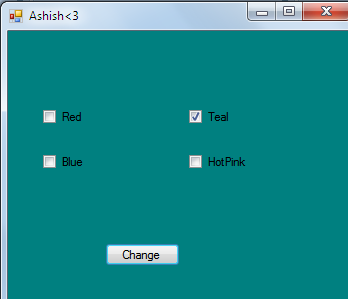 Ashish<3
Red Teal
Blue HotPink
Change